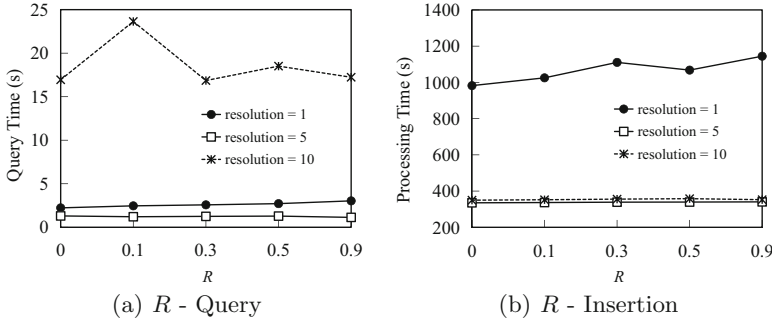 25
20
15
10
5
0
Query Time (s)
resolution = 1
resolution = 5
resolution = 10
0 0.1 0.3 0.5 0.9
R
(a) R - Query
1400
1200
1000
800
600
400
200
Processing Time (s)
resolution = 1
resolution = 5
resolution = 10
0 0.1 0.3 0.5 0.9
R
(b) R - Insertion